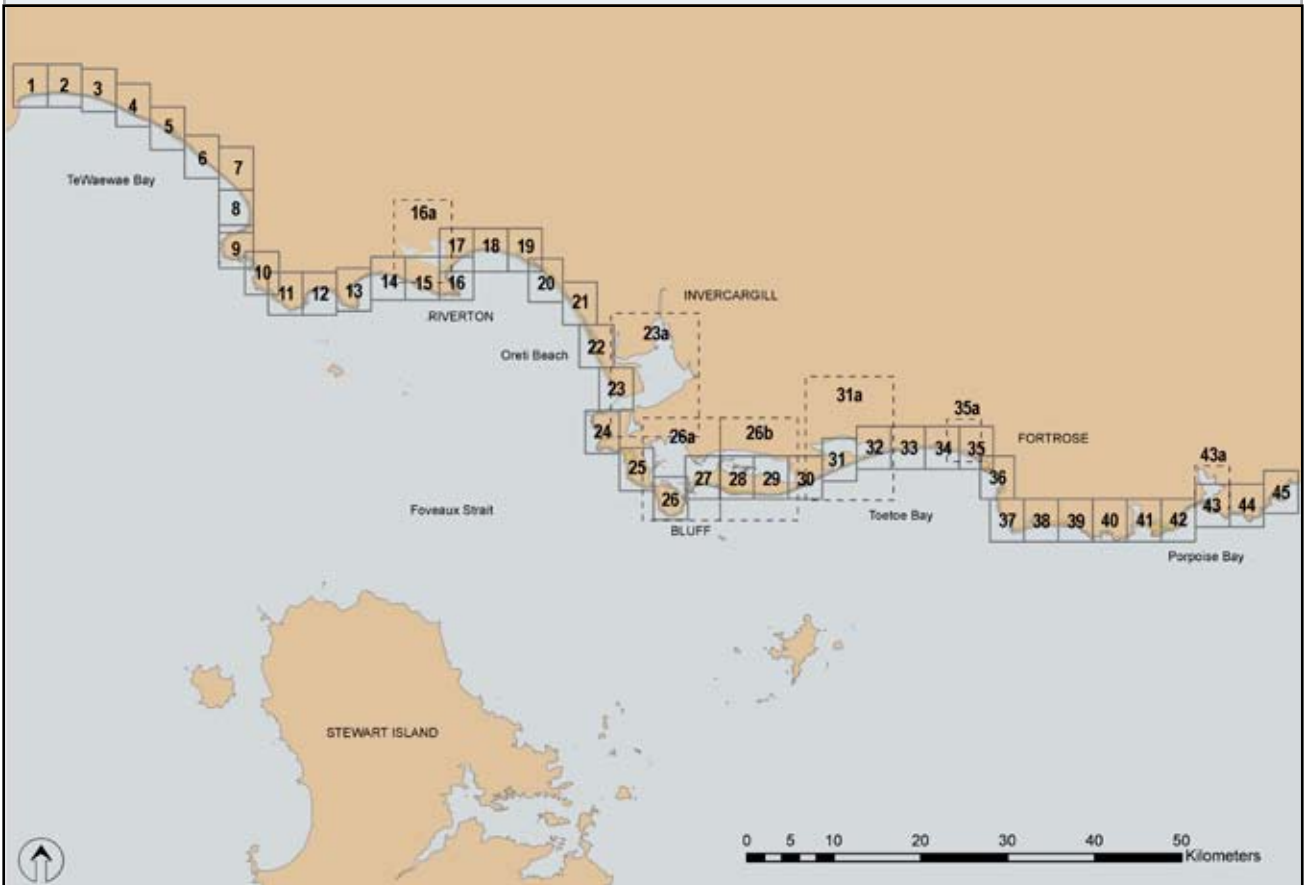 1
2
3
4
5
6
7
TeWaewae Bay
8
16a
9
17
18
19
10
14
15
16
20
11
12
13
INVERCARGILL
21
RIVERTON
23a
22
Oreti Beach
23
31a
35a
24
26a
26b
FORTROSE
32
33
34
35
31
43a
25
27
28
29
30
36
45
26
43
44
Foveaux Strait
Toetoe Bay
37
38
39
40
41
42
BLUFF
Porpoise Bay
STEWART ISLAND
0 5 10 20 30 40 50
Kilometers